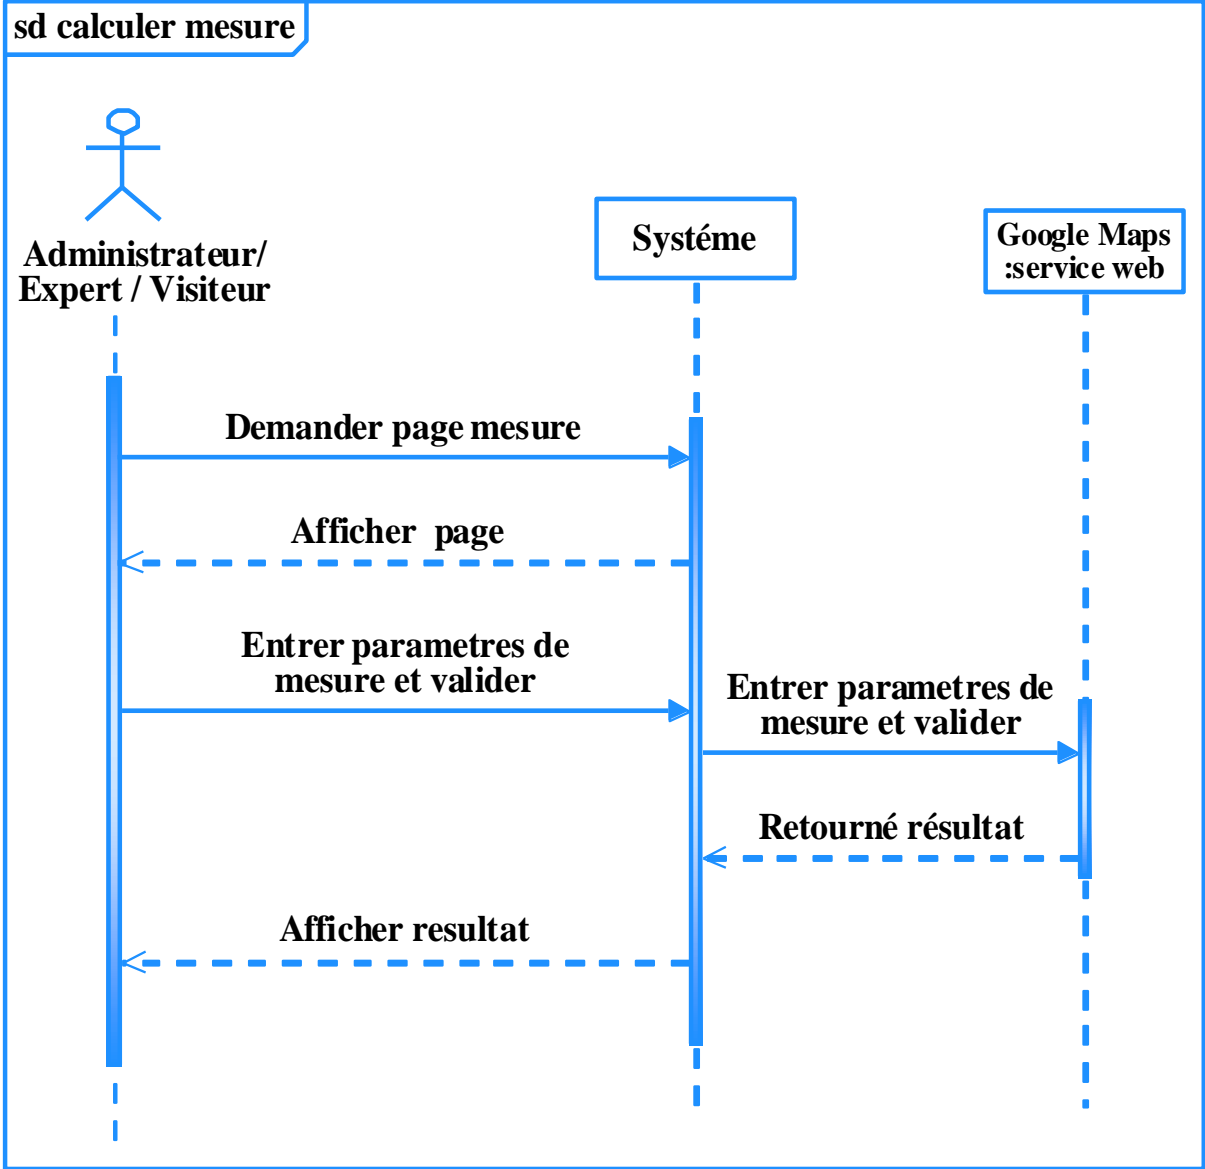 sd calculer mesure
Administrateur/
Expert / Visiteur
Systéme
Google Maps
:service web
Demander page mesure
Afficher page
Entrer parametres de
mesure et valider
Entrer parametres de
mesure et valider
Retourné résultat
Afficher resultat